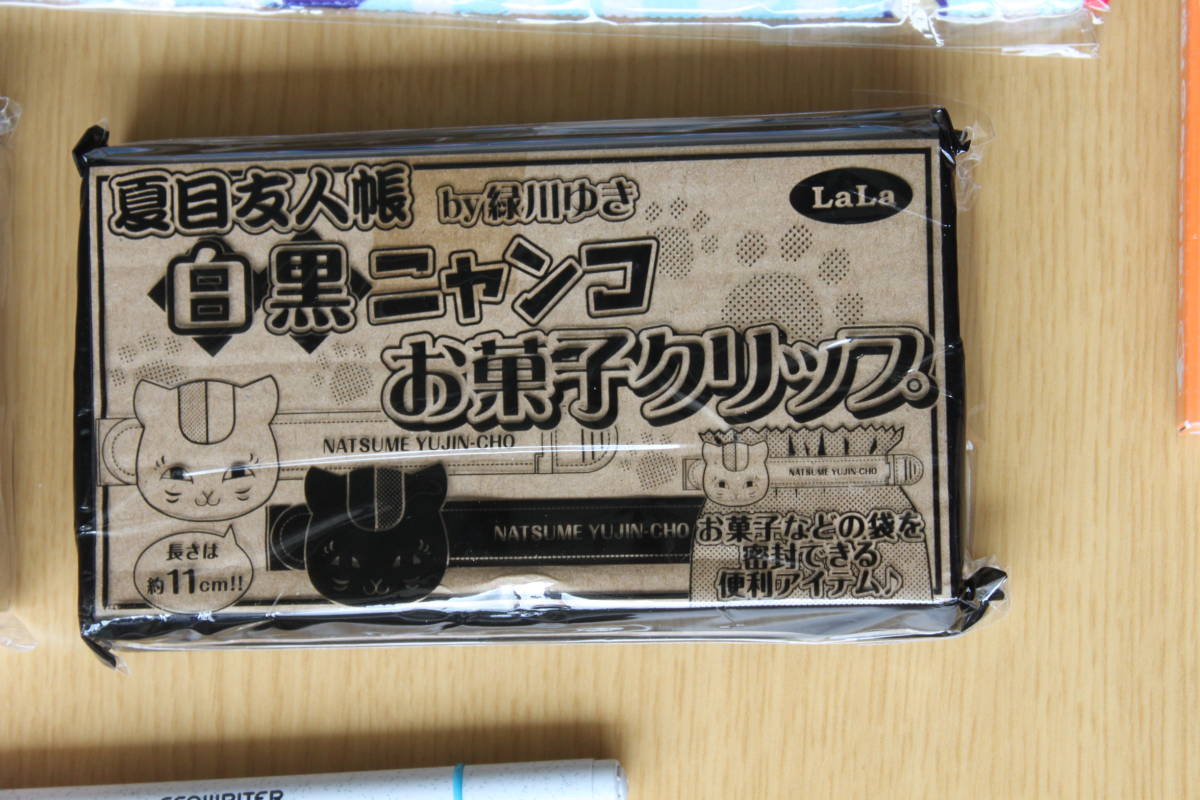 夏目友人帳 by緑川ゆき
LaLa
白黒ニャンコ
お菓子クリップ
NATSUME YUJIN-CHO
NATSUME YUJIN-CHO
NATSUME YUJIN-CHO
長さは
約11cm!!
お菓子などの袋を
密封できる
便利アイテム♪